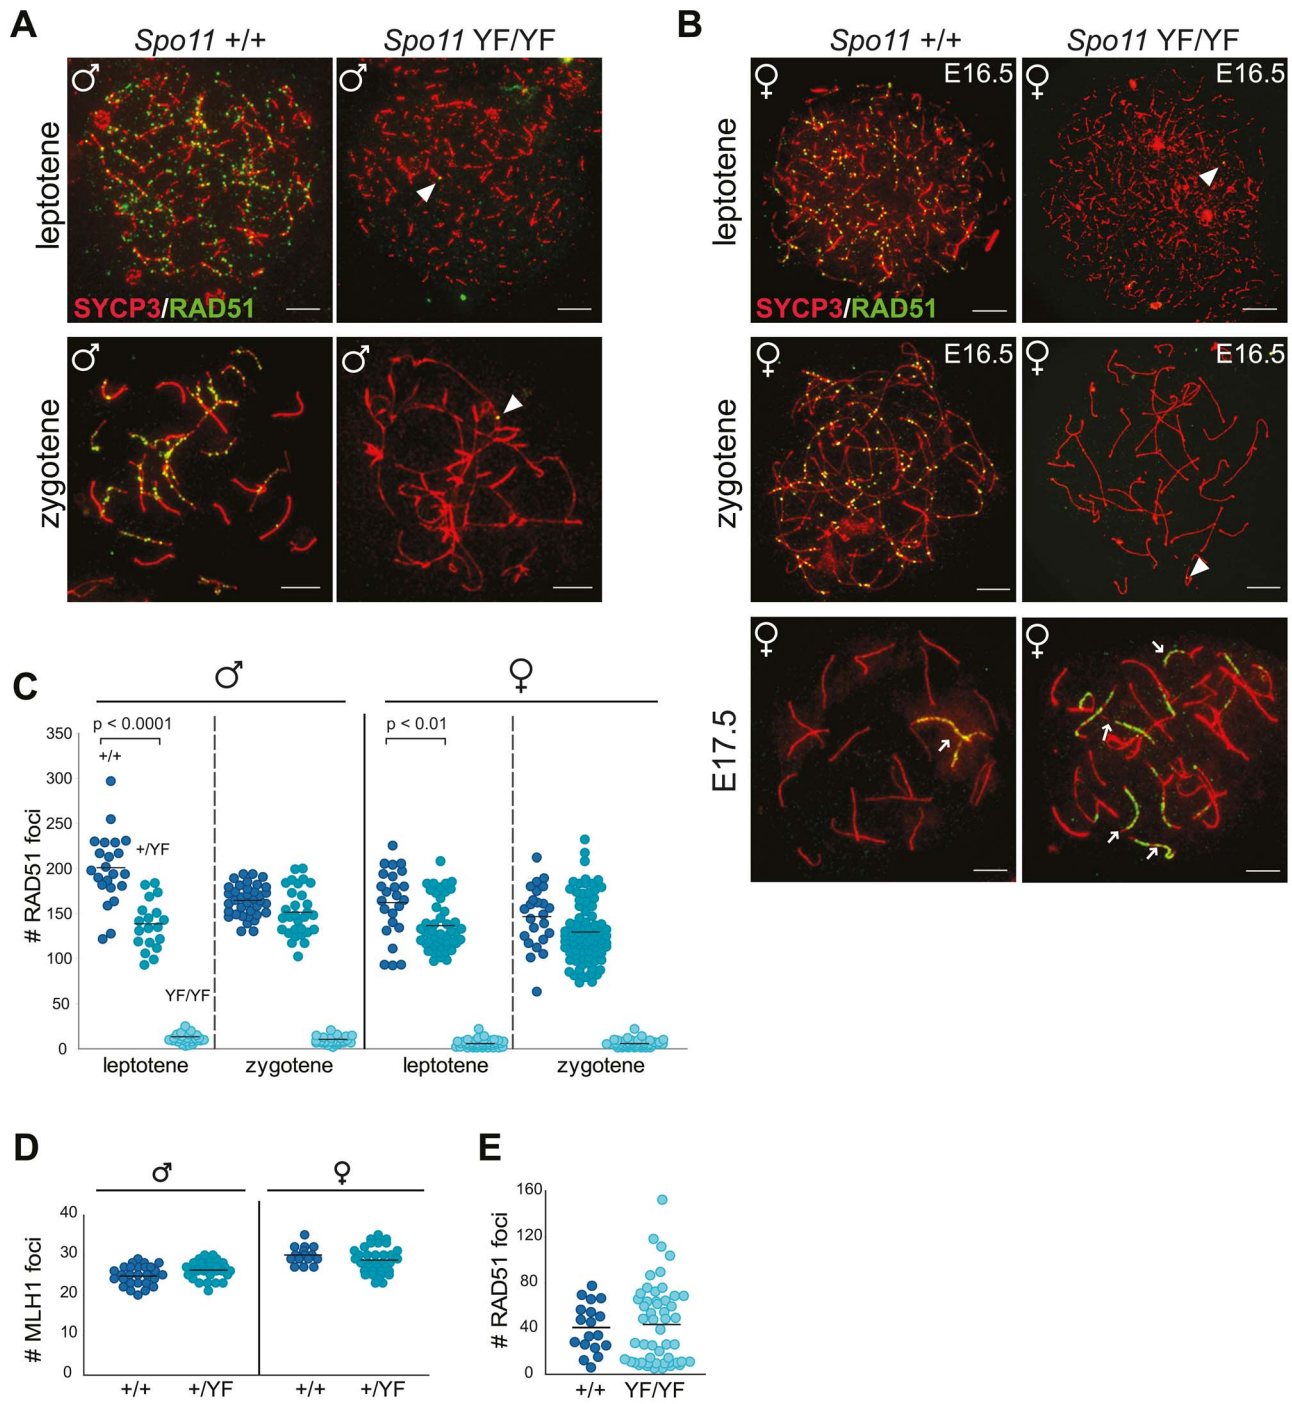 A
Spo11 +/+
Spo11 YF/YF
♂
♂
leptotene
SYCP3/RAD51
♂
♂
zygotene
B
Spo11 +/+
Spo11 YF/YF
♀ E16.5
♀ E16.5
leptotene
SYCP3/RAD51
♀ E16.5
♀ E16.5
zygotene
♀
♀
E17.5
C
♂
♀
p < 0.0001
p < 0.01
+/+
+/YF
YF/YF
# RAD51 foci
350
300
250
200
150
100
50
0
leptotene
zygotene
leptotene
zygotene
D
♂
♀
# MLH1 foci
40
30
20
10
0
+/+
+/YF
+/+
+/YF
E
# RAD51 foci
160
120
80
40
0
+/+
YF/YF